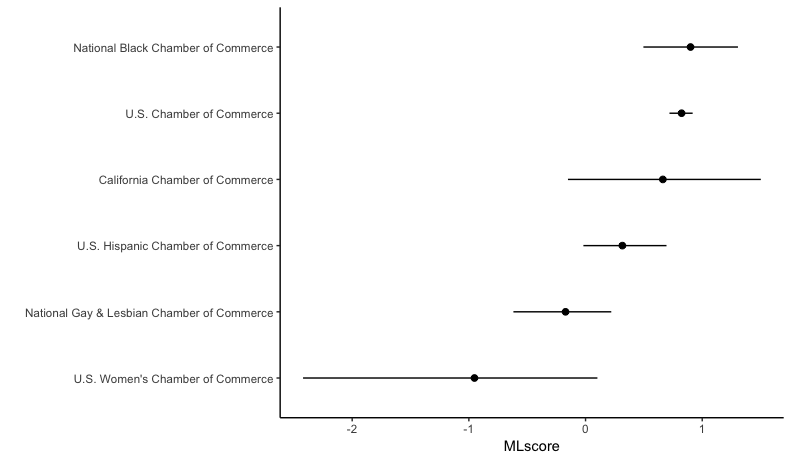 National Black Chamber of Commerce
U.S. Chamber of Commerce
California Chamber of Commerce
U.S. Hispanic Chamber of Commerce
National Gay & Lesbian Chamber of Commerce
U.S. Women's Chamber of Commerce
-2 -1 0 1
MLscore